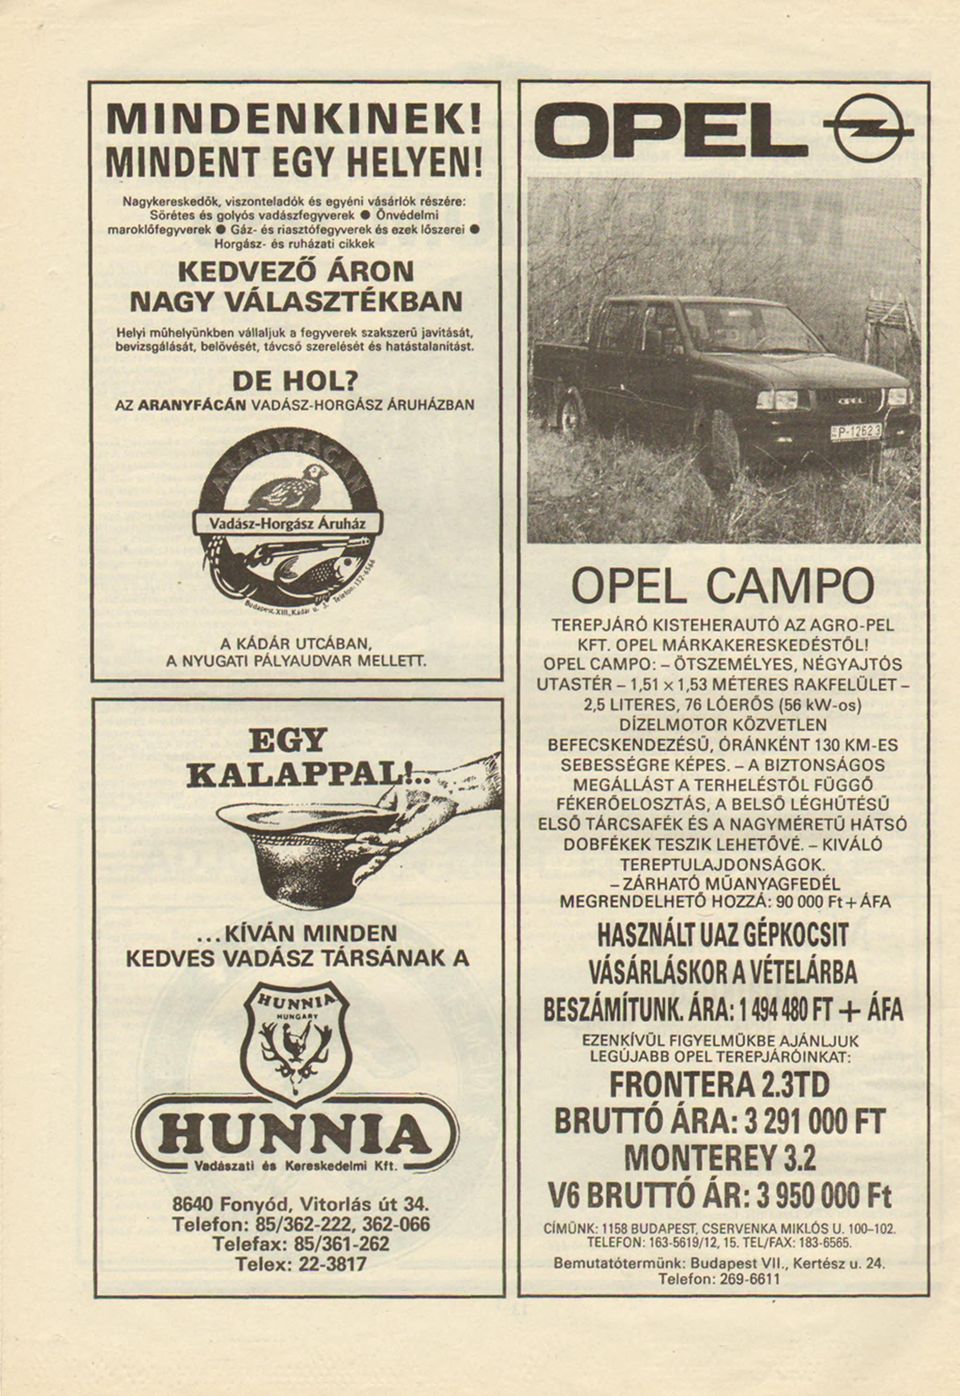 MINDENKINEK!
MINDENT EGY HELYEN!
Nagykereskedők, viszonteladók és egyéni vásárlók részére:
Sörétes és golyós vadászfegyverek ● Önvédelmi
maroklőfegyverek ● Gáz- és riasztófegyverek és ezek lőszerei ●
Horgász- és ruházati cikkek
KEDVEZŐ ÁRON
NAGY VÁLASZTÉKBAN
Helyi műhelyünkben vállaljuk a fegyverek szakszerű javítását,
bevizsgálását, belövését, távcső szerelését és hatástalanítást.
DE HOL?
AZ ARANYFÁCÁN VADÁSZ-HORGÁSZ ÁRUHÁZBAN
ARANYFÁCÁN
Vadász-Horgász Áruház
Budapest, XIII., Kádár u. 3. Telefon: 132-6566
A KÁDÁR UTCÁBAN,
A NYUGATI PÁLYAUDVAR MELLETT.
EGY
KALAPPAL!..
...KÍVÁN MINDEN
KEDVES VADÁSZ TÁRSÁNAK A
HUNNIA
HUNGARY
HUNNIA
Vadászati és Kereskedelmi Kft.
8640 Fonyód, Vitorlás út 34.
Telefon: 85/362-222, 362-066
Telefax: 85/361-262
Telex: 22-3817
OPEL
OPEL
P-12623
OPEL CAMPO
TEREPJÁRÓ KISTEHERAUTÓ AZ AGRO-PEL
KFT. OPEL MÁRKAKERESKEDÉSTŐL!
OPEL CAMPO: – ÖTSZEMÉLYES, NÉGYAJTÓS
UTASTÉR – 1,51 x 1,53 MÉTERES RAKFELÜLET –
2,5 LITERES, 76 LÓERŐS (56 kW-os)
DÍZELMOTOR KÖZVETLEN
BEFECSKENDEZÉSŰ, ÓRÁNKÉNT 130 KM-ES
SEBESSÉGRE KÉPES. – A BIZTONSÁGOS
MEGÁLLÁST A TERHELÉSTŐL FÜGGŐ
FÉKERŐELOSZTÁS, A BELSŐ LÉGHŰTÉSŰ
ELSŐ TÁRCSAFÉK ÉS A NAGYMÉRETŰ HÁTSÓ
DOBFÉKEK TESZIK LEHETŐVÉ. – KIVÁLÓ
TEREPTULAJDONSÁGOK.
– ZÁRHATÓ MŰANYAGFEDÉL
MEGRENDELHETŐ HOZZÁ: 90 000 Ft + ÁFA
HASZNÁLT UAZ GÉPKOCSIT
VÁSÁRLÁSKOR A VÉTELÁRBA
BESZÁMÍTUNK. ÁRA: 1 494 480 FT + ÁFA
EZENKÍVÜL FIGYELMÜKBE AJÁNLJUK
LEGÚJABB OPEL TEREPJÁRÓINKAT:
FRONTERA 2.3TD
BRUTTÓ ÁRA: 3 291 000 FT
MONTEREY 3.2
V6 BRUTTÓ ÁR: 3 950 000 Ft
CÍMÜNK: 1158 BUDAPEST, CSERVENKA MIKLÓS U. 100–102.
TELEFON: 163-5619/12, 15. TEL/FAX: 183-6565.
Bemutatótermünk: Budapest VII., Kertész u. 24.
Telefon: 269-6611